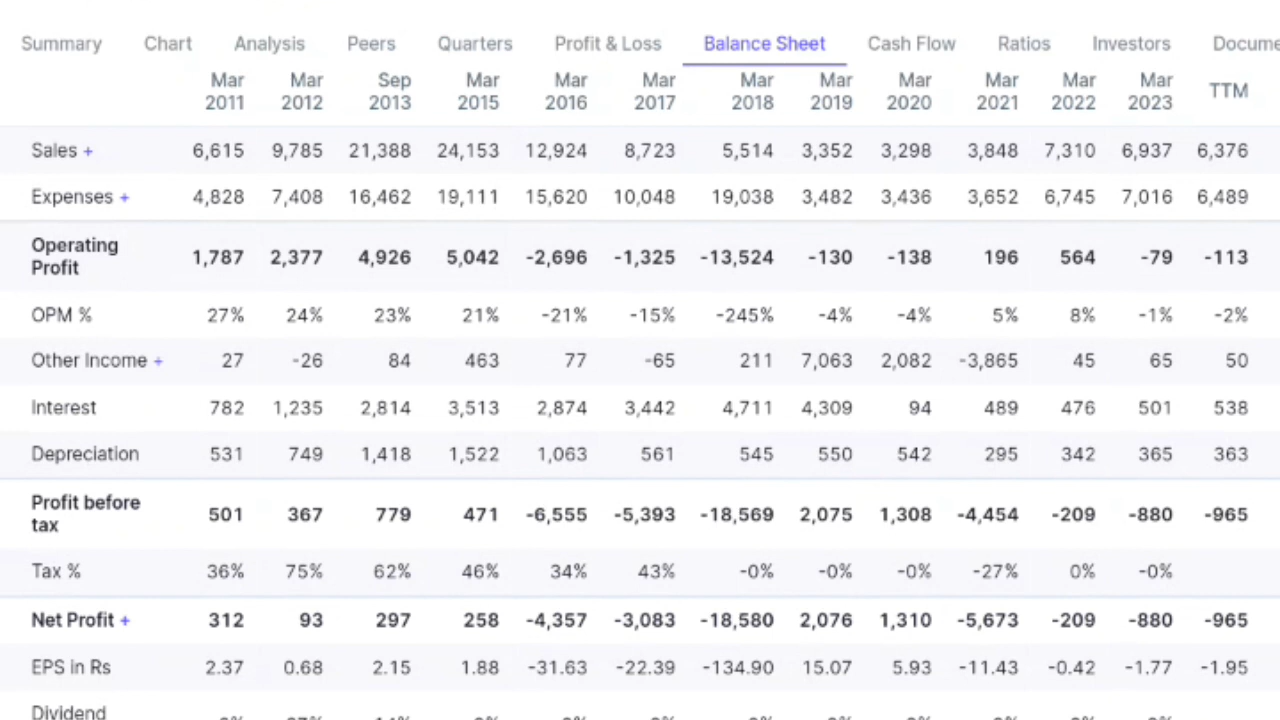 Summary Chart Analysis Peers Quarters Profit & Loss Balance Sheet Cash Flow Ratios Investors Docume
Mar 2011 Mar 2012 Sep 2013 Mar 2015 Mar 2016 Mar 2017 Mar 2018 Mar 2019 Mar 2020 Mar 2021 Mar 2022 Mar 2023 TTM
Sales + 6,615 9,785 21,388 24,153 12,924 8,723 5,514 3,352 3,298 3,848 7,310 6,937 6,376
Expenses + 4,828 7,408 16,462 19,111 15,620 10,048 19,038 3,482 3,436 3,652 6,745 7,016 6,489
Operating Profit 1,787 2,377 4,926 5,042 -2,696 -1,325 -13,524 -130 -138 196 564 -79 -113
OPM % 27% 24% 23% 21% -21% -15% -245% -4% -4% 5% 8% -1% -2%
Other Income + 27 -26 84 463 77 -65 211 7,063 2,082 -3,865 45 65 50
Interest 782 1,235 2,814 3,513 2,874 3,442 4,711 4,309 94 489 476 501 538
Depreciation 531 749 1,418 1,522 1,063 561 545 550 542 295 342 365 363
Profit before tax 501 367 779 471 -6,555 -5,393 -18,569 2,075 1,308 -4,454 -209 -880 -965
Tax % 36% 75% 62% 46% 34% 43% -0% -0% -0% -27% 0% -0%
Net Profit + 312 93 297 258 -4,357 -3,083 -18,580 2,076 1,310 -5,673 -209 -880 -965
EPS in Rs 2.37 0.68 2.15 1.88 -31.63 -22.39 -134.90 15.07 5.93 -11.43 -0.42 -1.77 -1.95
Dividend